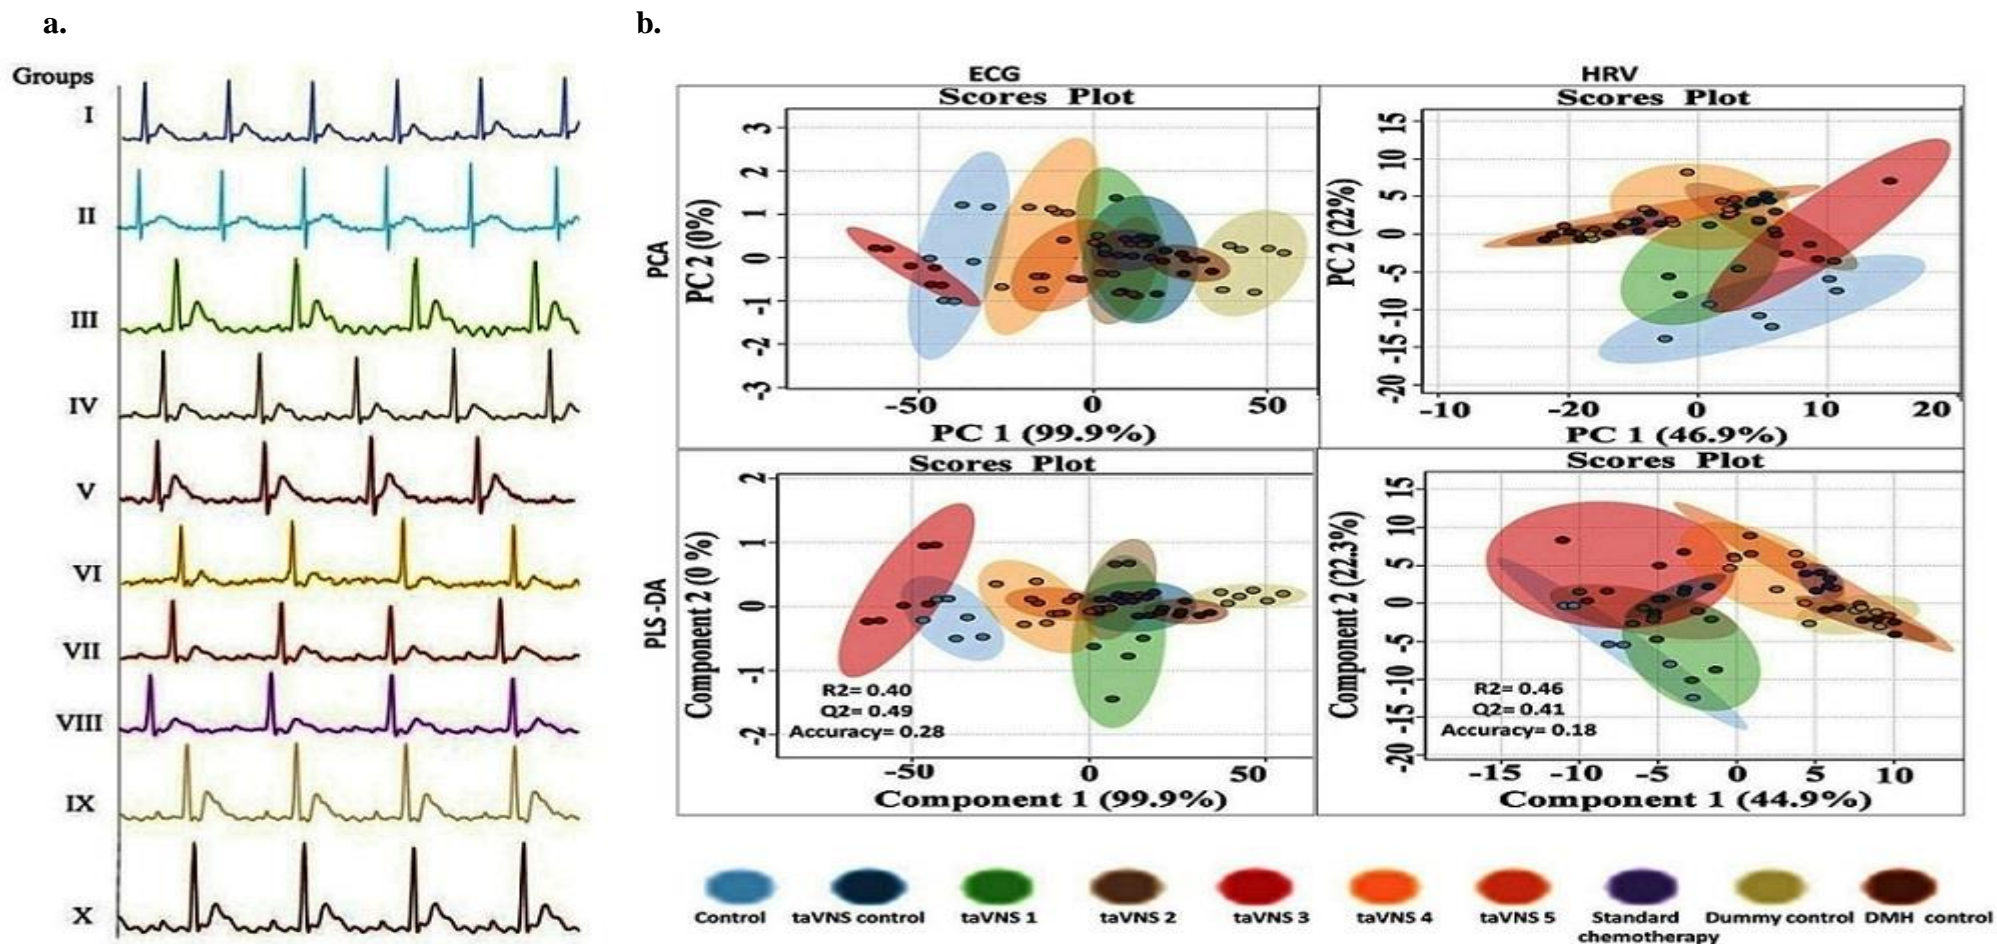 a.
b.
Groups
I
II
III
IV
V
VI
VII
VIII
IX
X
ECG
HRV
PCA
Scores Plot
PC 2 (0%)
3
2
1
0
-1
-2
-3
-50
0
50
PC 1 (99.9%)
Scores Plot
PC 2 (22%)
15
10
5
0
-5
-10
-15
-20
-10
-20
0
10
20
PC 1 (46.9%)
PLS -DA
Scores Plot
Component 2 (0 %)
2
1
0
-1
-2
R2= 0.40
Q2= 0.49
Accuracy= 0.28
-50
0
50
Component 1 (99.9%)
Scores Plot
Component 2 (22.3%)
15
10
5
0
-5
-10
-15
-20
R2= 0.46
Q2= 0.41
Accuracy= 0.18
-15
-10
-5
0
5
10
Component 1 (44.9%)
Control
taVNS control
taVNS 1
taVNS 2
taVNS 3
taVNS 4
taVNS 5
Standard
chemotherapy
Dummy control
DMH control